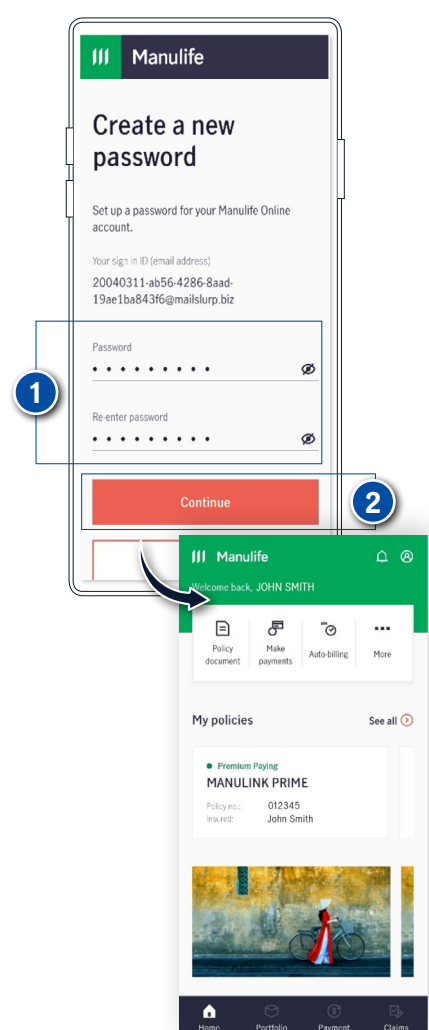 Manulife
Create a new
password
Set up a password for your Manulife Online
account.
Your sign in ID (email address)
20040311-ab56-4286-8aad-
19ae1ba843f6@mailslurp.biz
Password
1
Re-enter password
Continue
2
Manulife
Welcome back, JOHN SMITH
Policy document
Make payments
Auto-billing
More
My policies
See all
Premium Paying
MANULINK PRIME
Policy no.: 012345
Insured: John Smith
Home
Portfolio
Payment
Claims